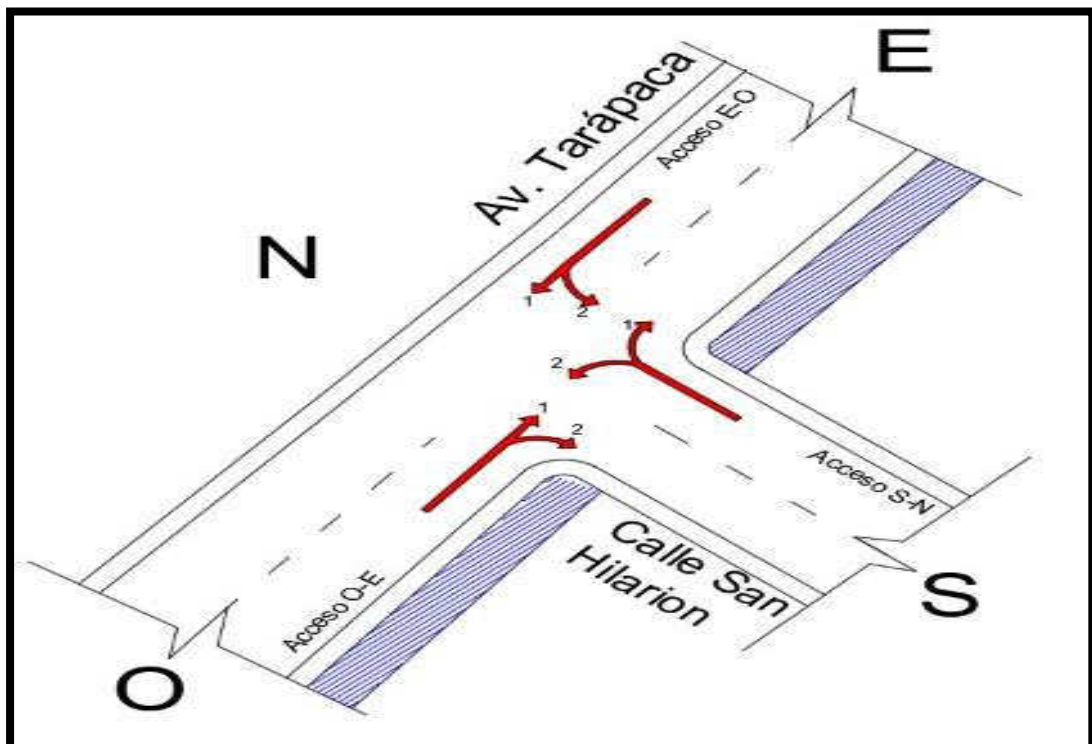 E
Av. Tarápaca
Acceso E-O
N
1
2
1
2
1
2
Acceso S-N
Calle San
Hilarion
S
Acceso O-E
O